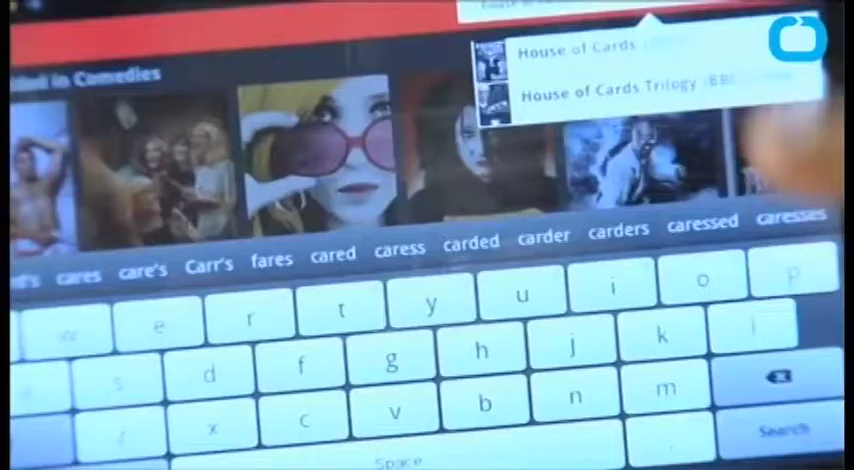 House of Cards
House of Cards Trilogy (BBC)
in Comedies
cares care's Carr's fares cared caress carded carder carders caressed caresses
w e r t y u i o p
s d f g h j k l
z x c v b n m
Space . Search